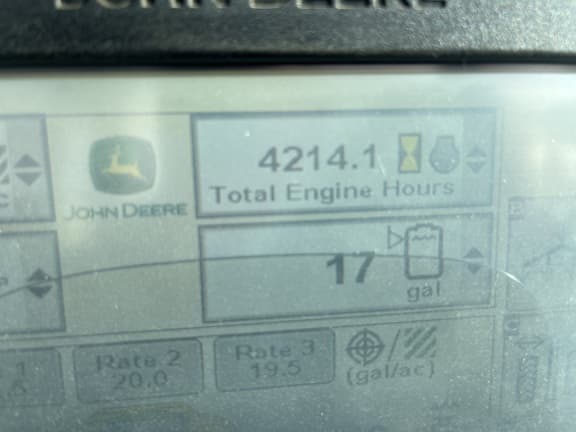 JOHN DEERE
4214.1
Total Engine Hours
JOHN DEERE
17
gal
Rate 2
20.0
Rate 3
19.5
(gal/ac)